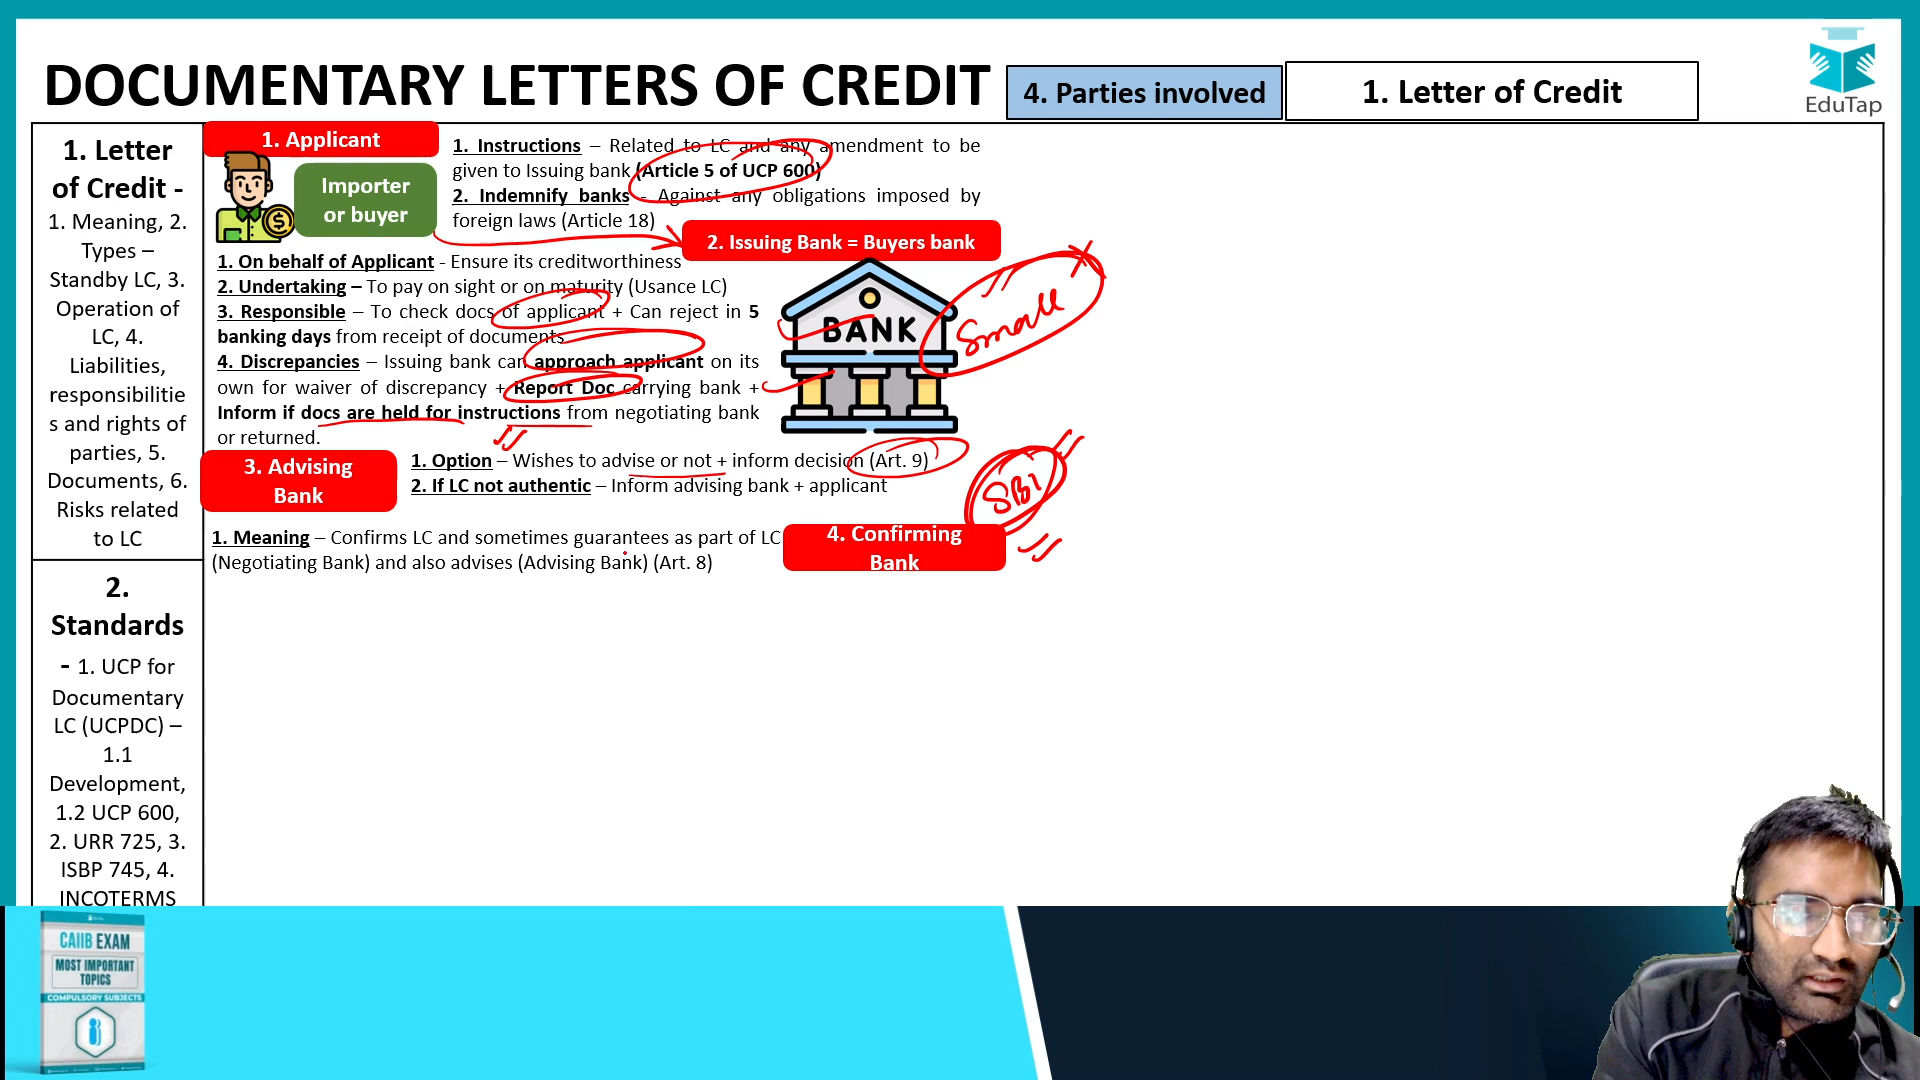 DOCUMENTARY LETTERS OF CREDIT
4. Parties involved
1. Letter of Credit
EduTap
1. Letter
of Credit -
1. Meaning, 2.
Types –
Standby LC, 3.
Operation of
LC, 4.
Liabilities,
responsibilitie
s and rights of
parties, 5.
Documents, 6.
Risks related
to LC
2.
Standards
- 1. UCP for
Documentary
LC (UCPDC) –
1.1
Development,
1.2 UCP 600,
2. URR 725, 3.
ISBP 745, 4.
INCOTERMS
1. Applicant
Importer
or buyer
1. Instructions – Related to LC and any amendment to be
given to Issuing bank (Article 5 of UCP 600)
2. Indemnify banks - Against any obligations imposed by
foreign laws (Article 18)
2. Issuing Bank = Buyers bank
1. On behalf of Applicant - Ensure its creditworthiness
2. Undertaking – To pay on sight or on maturity (Usance LC)
3. Responsible – To check docs of applicant + Can reject in 5
banking days from receipt of documents
4. Discrepancies – Issuing bank can approach applicant on its
own for waiver of discrepancy + Report Doc carrying bank +
Inform if docs are held for instructions from negotiating bank
or returned.
BANK
Small
3. Advising
Bank
1. Option – Wishes to advise or not + inform decision (Art. 9)
2. If LC not authentic – Inform advising bank + applicant
SBI
1. Meaning – Confirms LC and sometimes guarantees as part of LC
(Negotiating Bank) and also advises (Advising Bank) (Art. 8)
4. Confirming
Bank
CAIIB EXAM
MOST IMPORTANT
TOPICS
COMPULSORY SUBJECTS